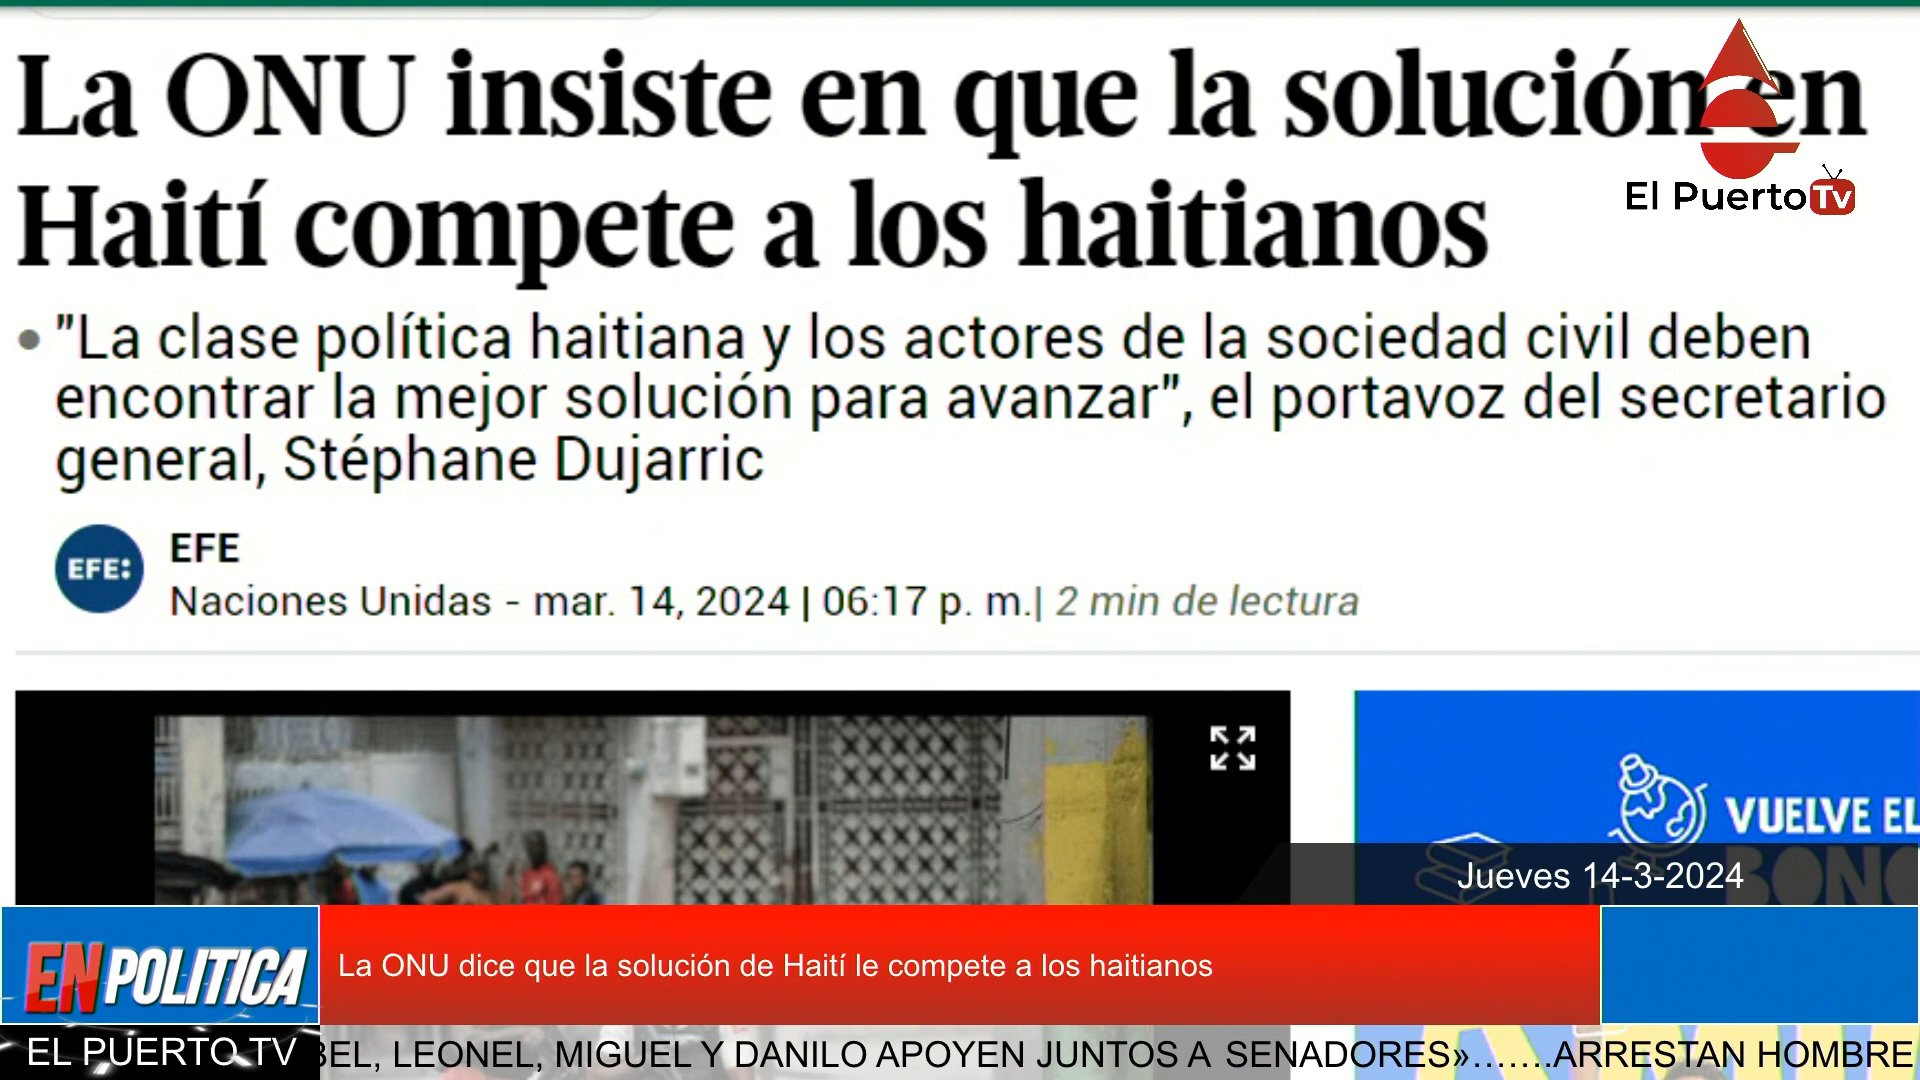 La ONU insiste en que la solución en
Haití compete a los haitianos
El Puerto Tv
"La clase política haitiana y los actores de la sociedad civil deben
encontrar la mejor solución para avanzar", el portavoz del secretario
general, Stéphane Dujarric
EFE:
EFE
Naciones Unidas - mar. 14, 2024 | 06:17 p. m.| 2 min de lectura
VUELVE EL
BONO
Jueves 14-3-2024
EN POLITICA
La ONU dice que la solución de Haití le compete a los haitianos
EL PUERTO TV
BEL, LEONEL, MIGUEL Y DANILO APOYEN JUNTOS A SENADORES».......ARRESTAN HOMBRE